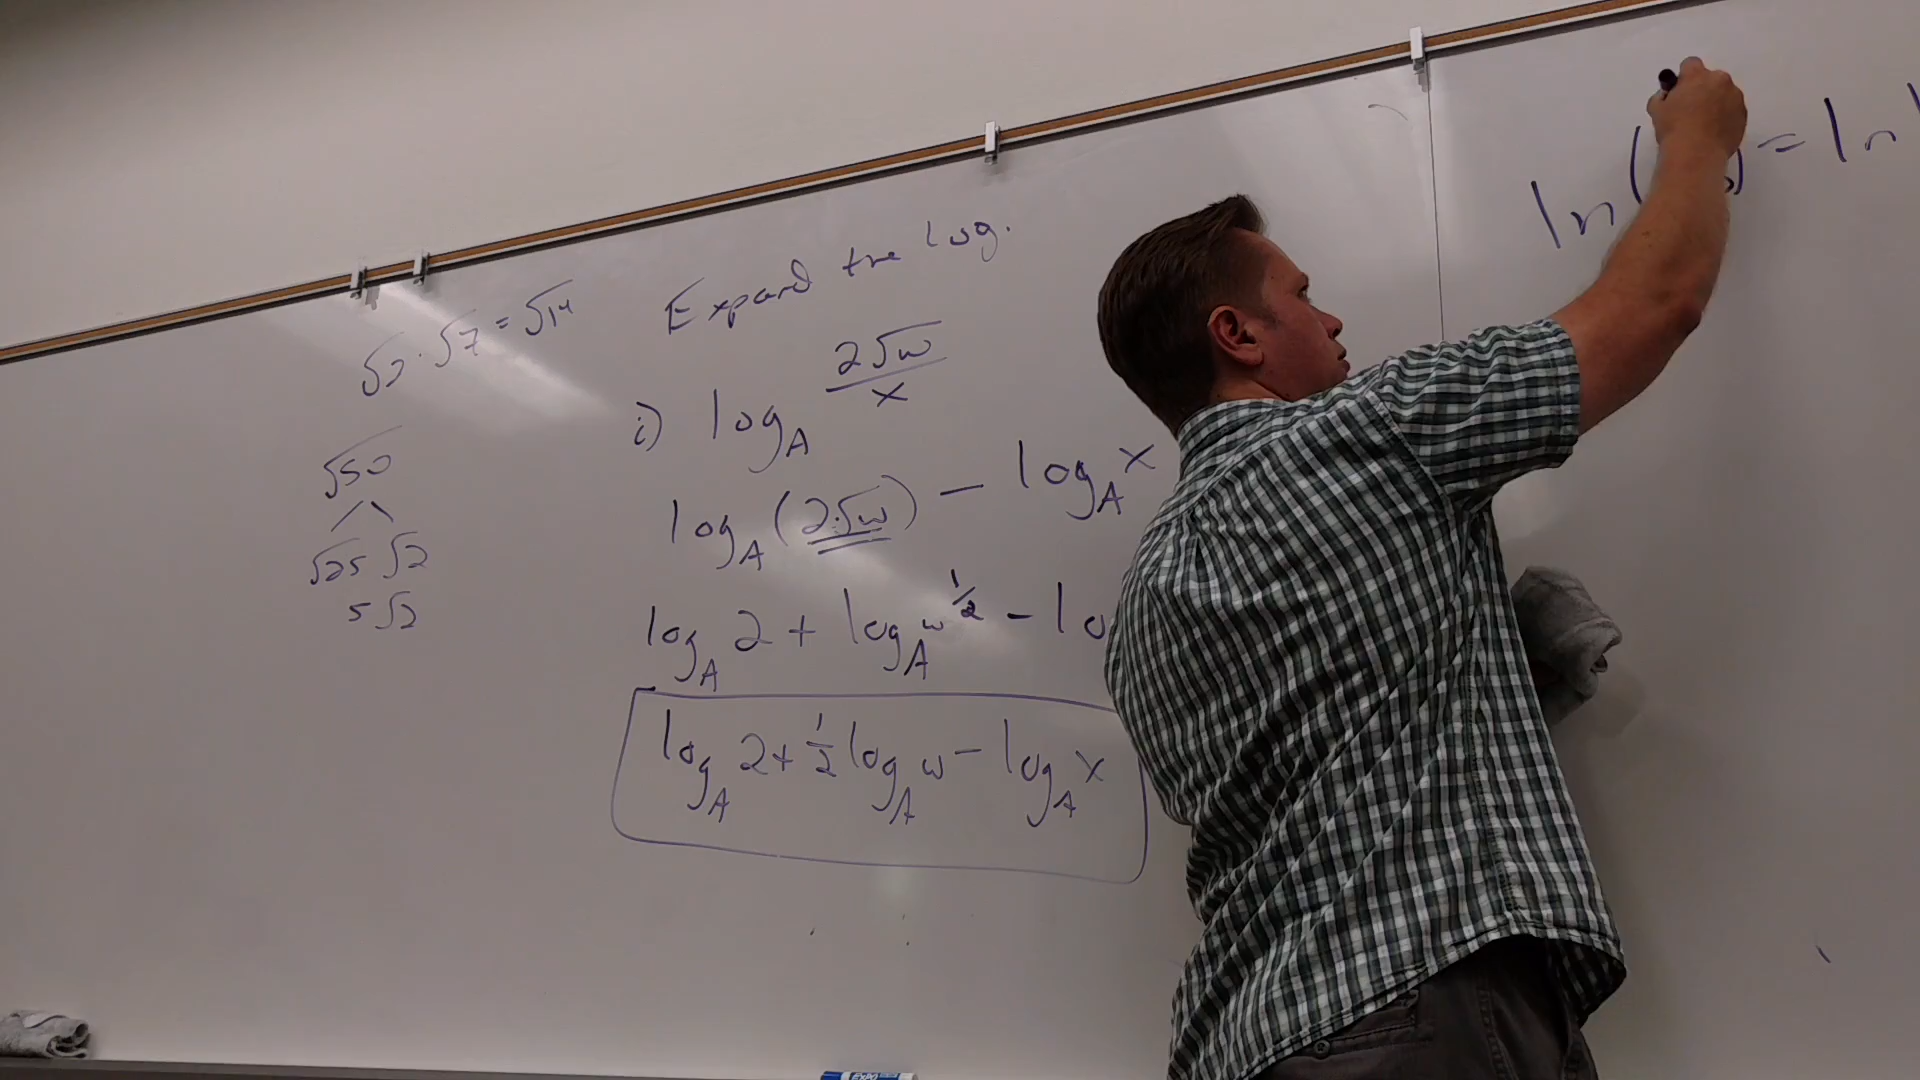 √2 · √7 = √14
√50
√25 √2
5√2
Expand the log.
i) log_A 2√w / x
log_A (2·√w) - log_A x
log_A 2 + log_A w^1/2 - lo
log_A 2 + 1/2 log_A w - log_A x
ln ( ) = ln
EXPO